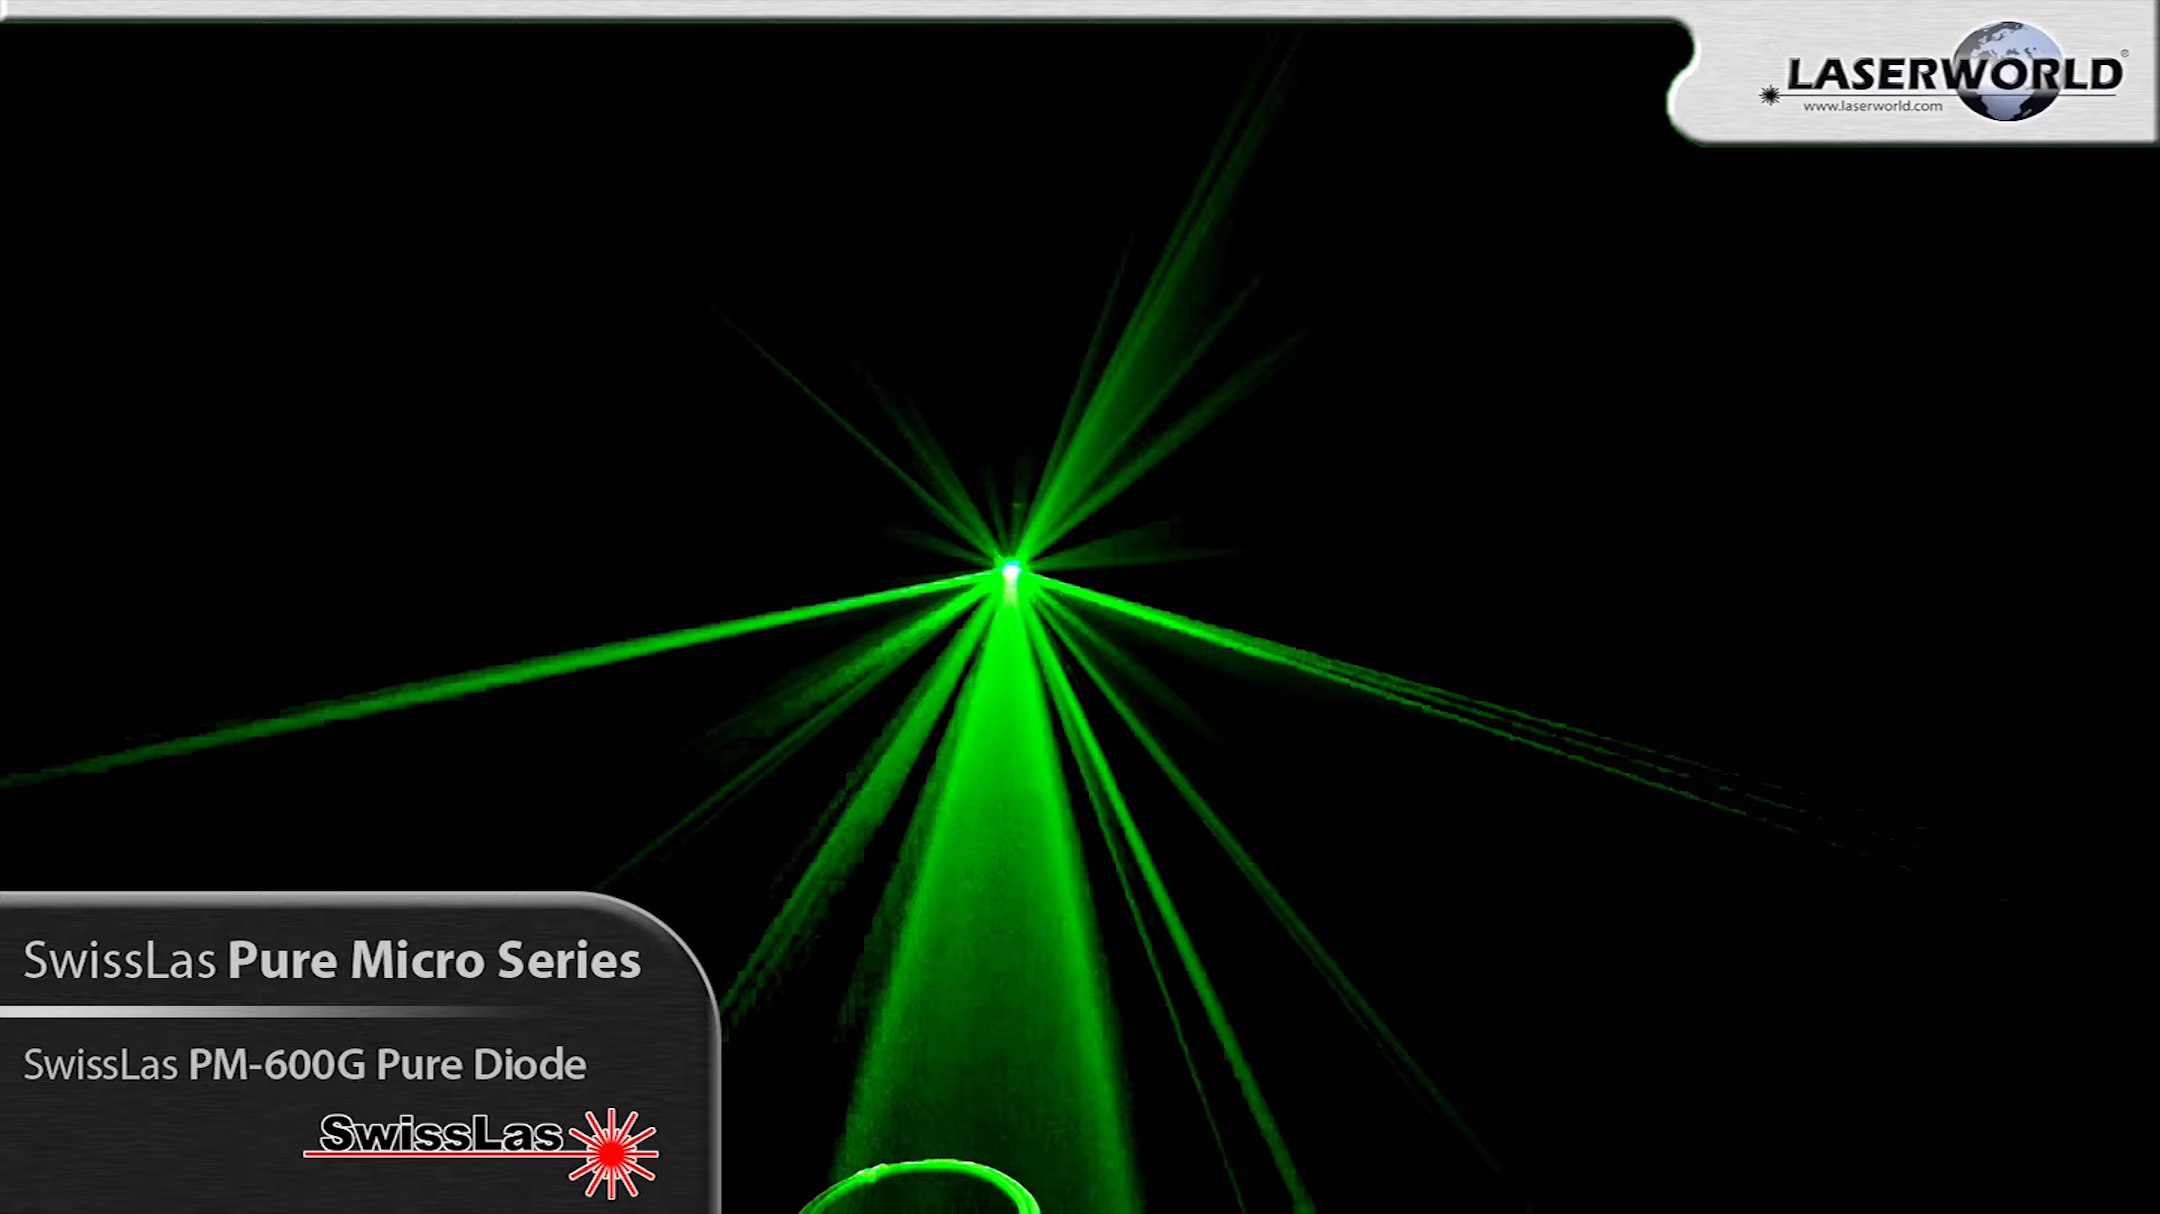 LASERWORLD®
www.laserworld.com
SwissLas Pure Micro Series
SwissLas PM-600G Pure Diode
SwissLas